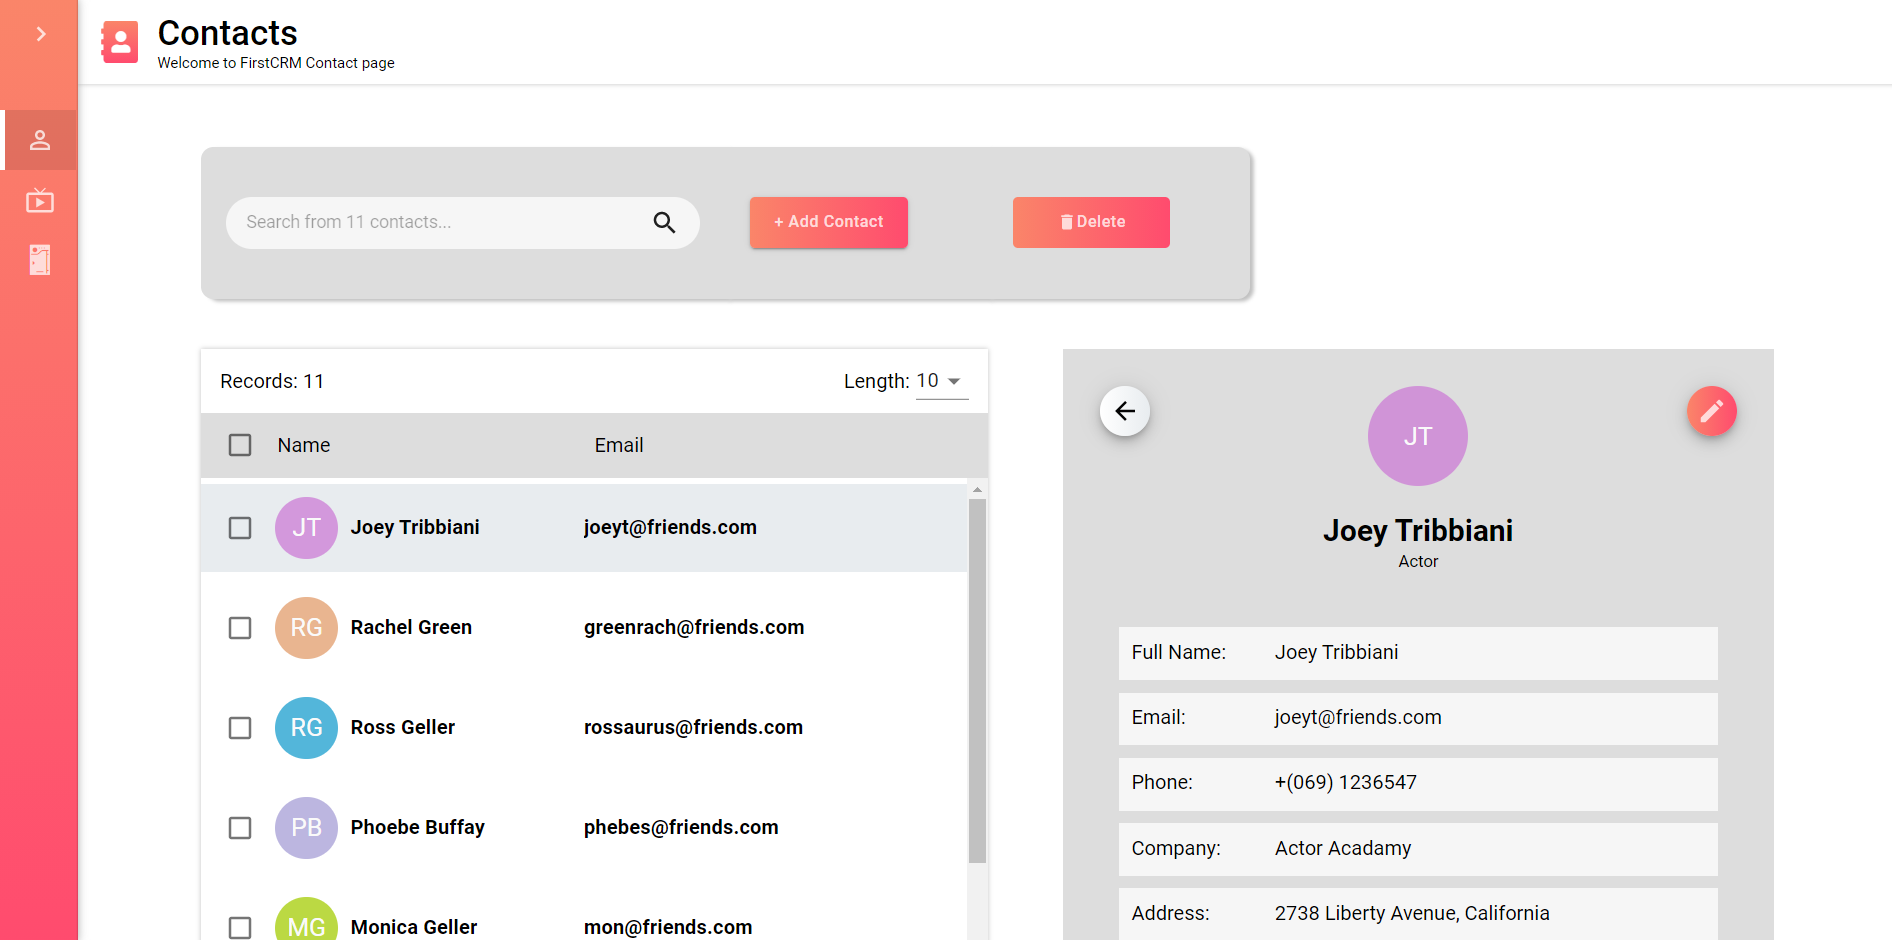 Contacts
Welcome to FirstCRM Contact page
Search from 11 contacts...
+ Add Contact
Delete
Records: 11
Length: 10
Name Email
JT Joey Tribbiani joeyt@friends.com
RG Rachel Green greenrach@friends.com
RG Ross Geller rossaurus@friends.com
PB Phoebe Buffay phebes@friends.com
MG Monica Geller mon@friends.com
JT
Joey Tribbiani
Actor
Full Name: Joey Tribbiani
Email: joeyt@friends.com
Phone: +(069) 1236547
Company: Actor Acadamy
Address: 2738 Liberty Avenue, California